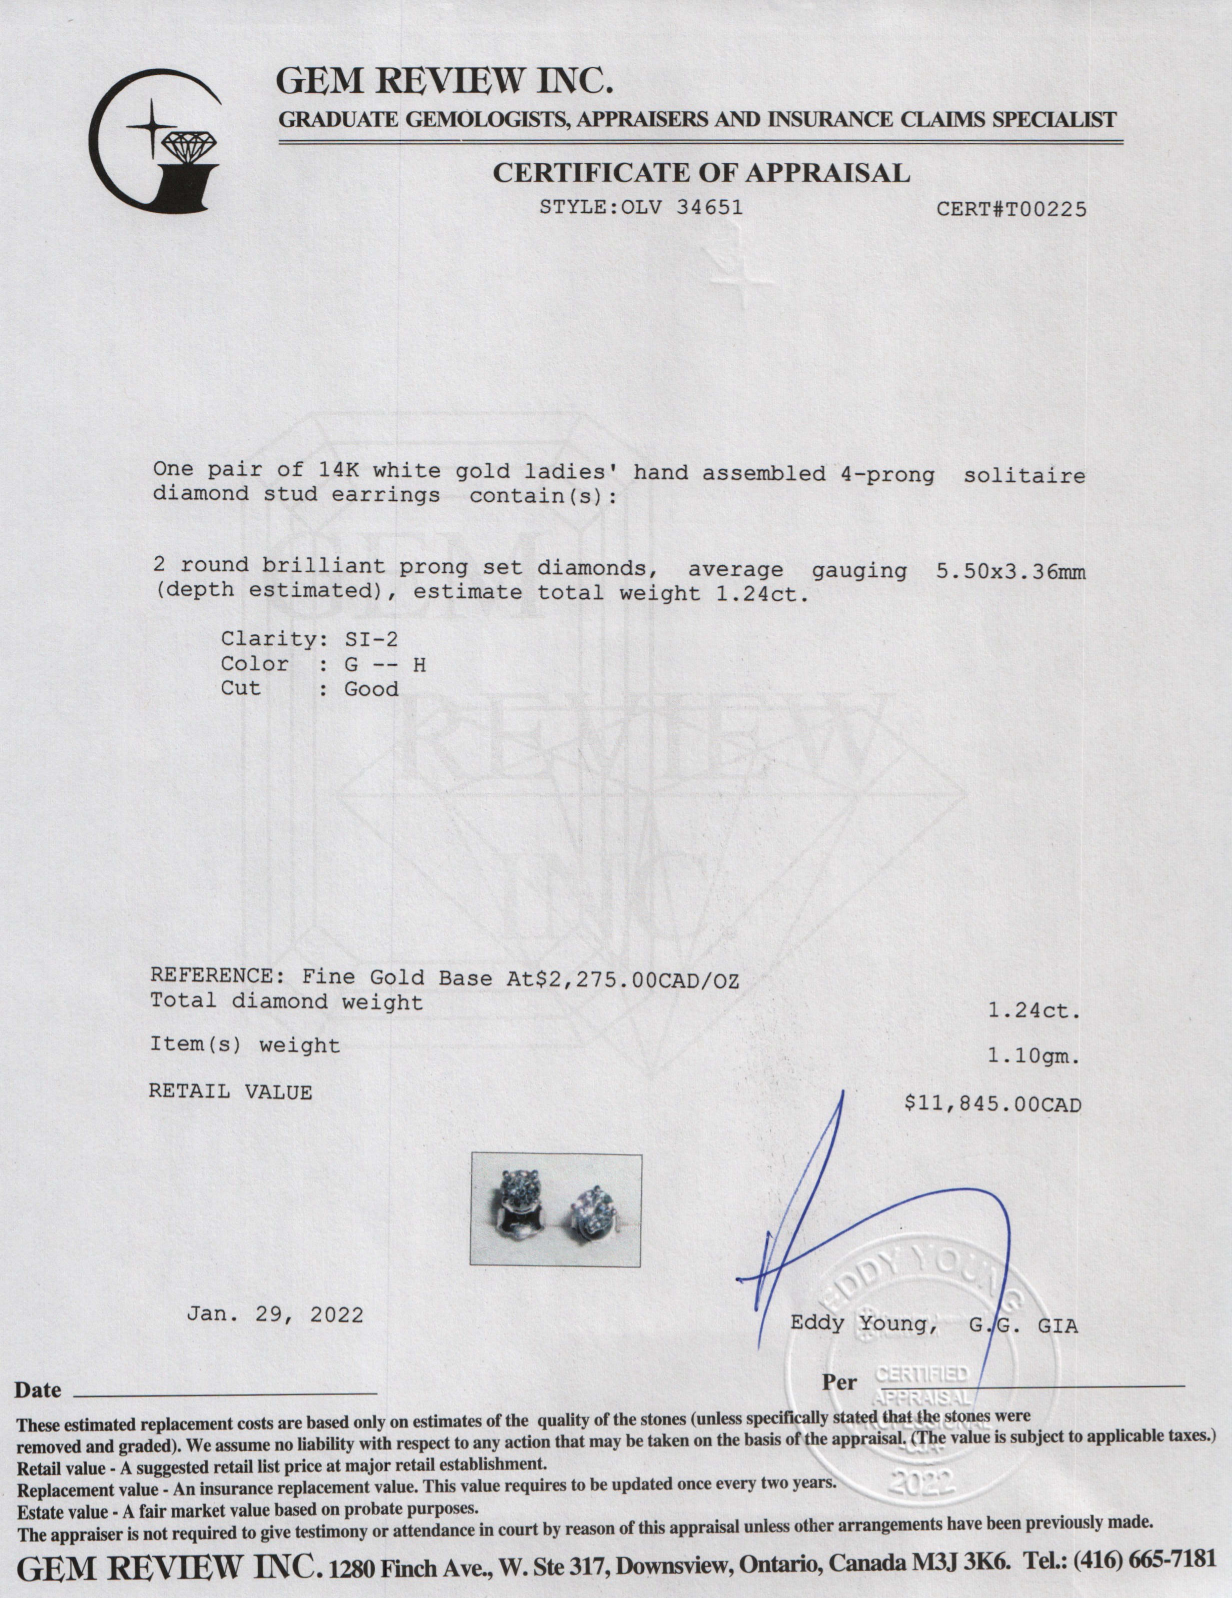 GEM REVIEW INC.
GRADUATE GEMOLOGISTS, APPRAISERS AND INSURANCE CLAIMS SPECIALIST
CERTIFICATE OF APPRAISAL
STYLE:OLV 34651 CERT#T00225
One pair of 14K white gold ladies' hand assembled 4-prong solitaire
diamond stud earrings contain(s):
2 round brilliant prong set diamonds, average gauging 5.50x3.36mm
(depth estimated), estimate total weight 1.24ct.
Clarity: SI-2
Color : G -- H
Cut : Good
GEM
REVIEW
INC.
REFERENCE: Fine Gold Base At$2,275.00CAD/OZ
Total diamond weight 1.24ct.
Item(s) weight 1.10gm.
RETAIL VALUE $11,845.00CAD
Jan. 29, 2022
EDDY YOUNG
Eddy Young, G.G. GIA
CERTIFIED
APPRAISAL
PROFESSIONAL
2022
Date
Per
These estimated replacement costs are based only on estimates of the quality of the stones (unless specifically stated that the stones were
removed and graded). We assume no liability with respect to any action that may be taken on the basis of the appraisal. (The value is subject to applicable taxes.)
Retail value - A suggested retail list price at major retail establishment.
Replacement value - An insurance replacement value. This value requires to be updated once every two years.
Estate value - A fair market value based on probate purposes.
The appraiser is not required to give testimony or attendance in court by reason of this appraisal unless other arrangements have been previously made.
GEM REVIEW INC. 1280 Finch Ave., W. Ste 317, Downsview, Ontario, Canada M3J 3K6. Tel.: (416) 665-7181